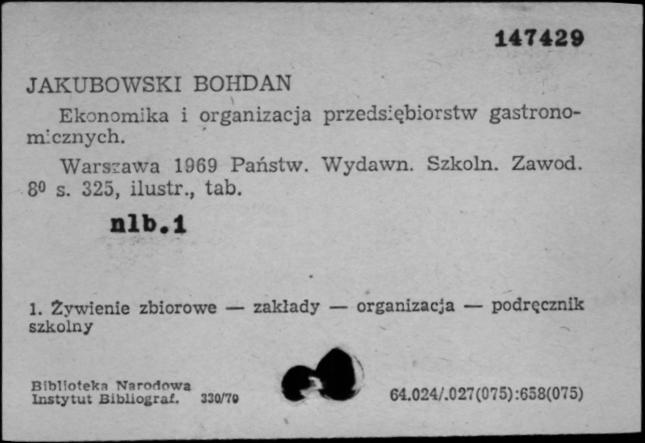 147429
JAKUBOWSKI BOHDAN
Ekonomika i organizacja przedsiębiorstw gastrono-
micznych.
Warszawa 1969 Państw. Wydawn. Szkoln. Zawod.
8⁰ s. 325, ilustr., tab.
nlb.1
1. Żywienie zbiorowe — zakłady — organizacja — podręcznik
szkolny
Biblioteka Narodowa
Instytut Bibliograf. 330/70
64.024/.027(075):658(075)